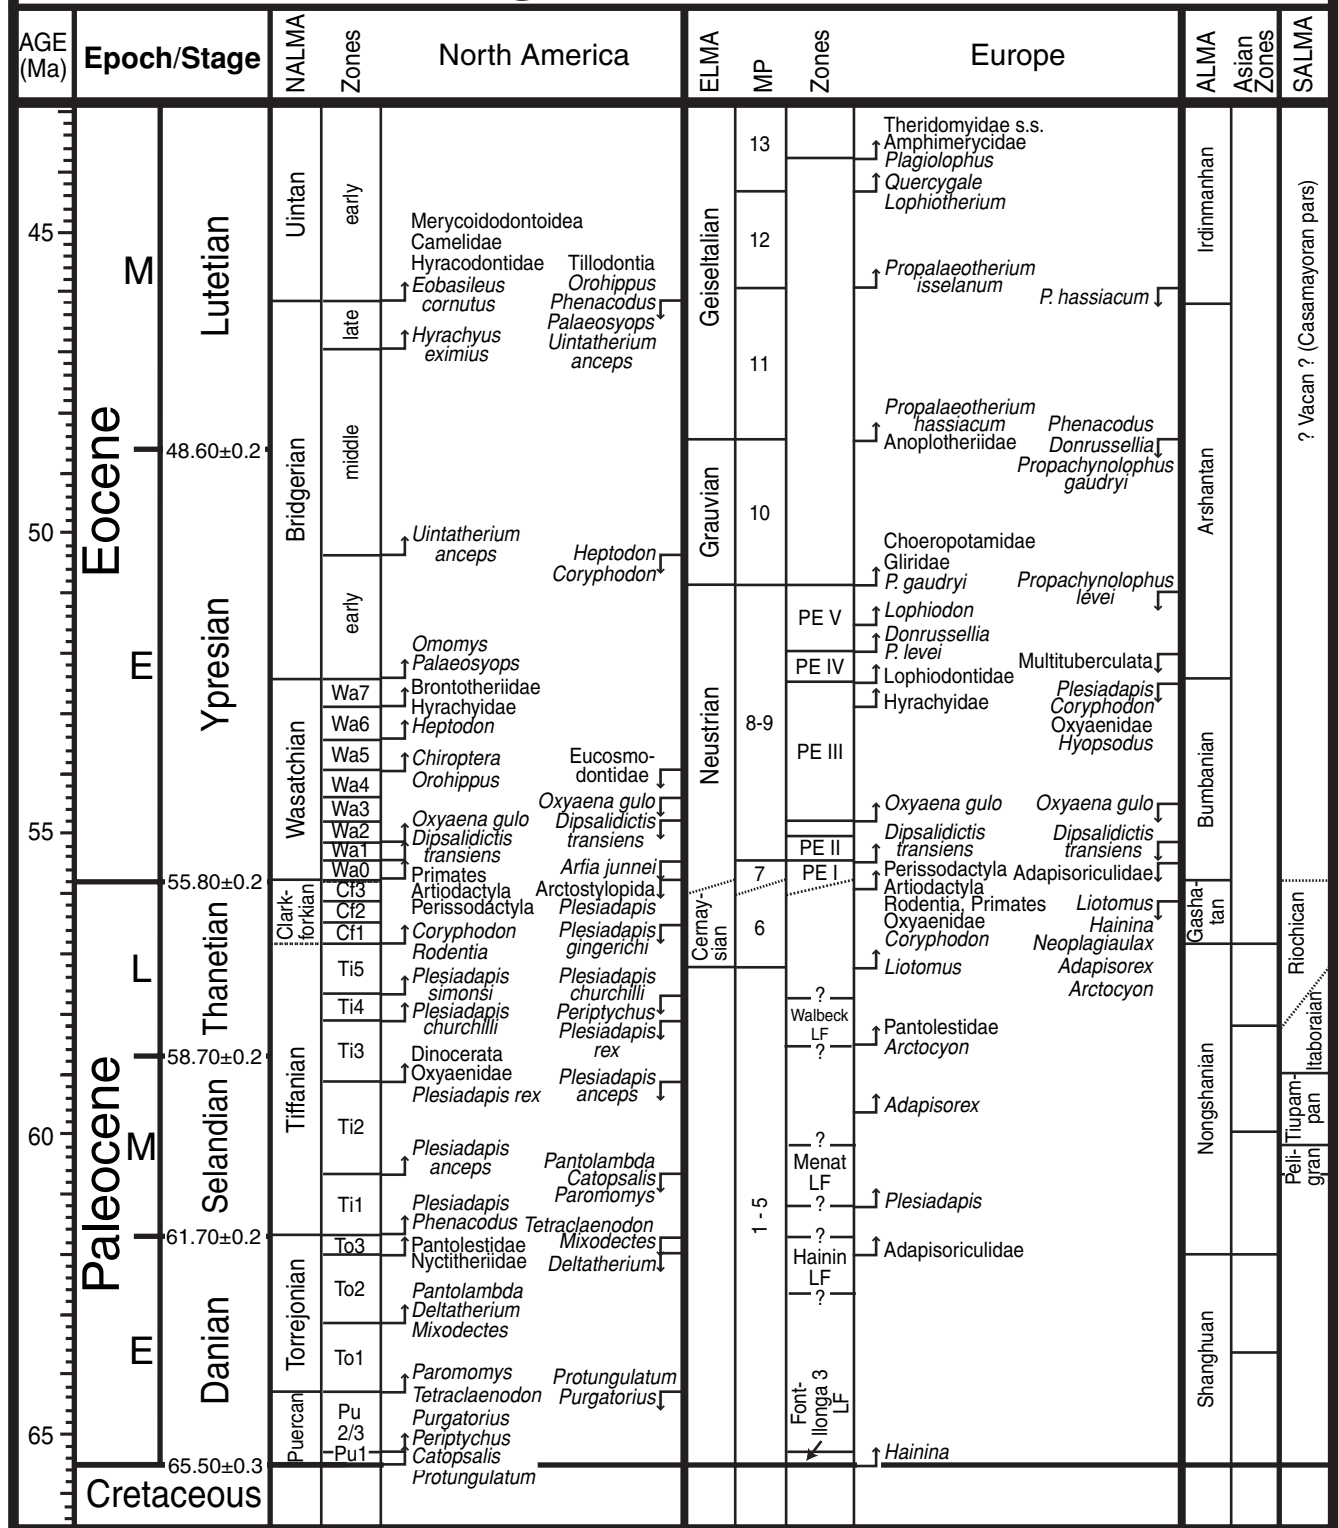 AGE
(Ma)
Epoch/Stage
NALMA
Zones
North America
ELMA
MP
Zones
Europe
ALMA
Asian
Zones
SALMA
45
50
55
60
65
Eocene
Paleocene
M
E
L
M
E
Lutetian
48.60±0.2
Ypresian
55.80±0.2
Thanetian
58.70±0.2
Selandian
61.70±0.2
Danian
65.50±0.3
Cretaceous
Uintan
Bridgerian
Wasatchian
Clark-
forkian
Tiffanian
Torrejonian
Puercan
early
late
middle
early
Wa7
Wa6
Wa5
Wa4
Wa3
Wa2
Wa1
Wa0
Cf3
Cf2
Cf1
Ti5
Ti4
Ti3
Ti2
Ti1
To3
To2
To1
Pu
2/3
Pu1
Merycoidodontoidea
Camelidae
Hyracodontidae
Eobasileus
cornutus
Hyrachyus
eximius
Uintatherium
anceps
Omomys
Palaeosyops
Brontotheriidae
Hyrachyidae
Heptodon
Chiroptera
Orohippus
Oxyaena gulo
Dipsalidictis
transiens
Primates
Artiodactyla
Perissodactyla
Coryphodon
Rodentia
Plesiadapis
simonsi
Plesiadapis
churchilli
Dinocerata
Oxyaenidae
Plesiadapis rex
Plesiadapis
anceps
Plesiadapis
Phenacodus
Pantolestidae
Nyctitheriidae
Pantolambda
Deltatherium
Mixodectes
Paromomys
Tetraclaenodon
Purgatorius
Periptychus
Catopsalis
Protungulatum
Tillodontia
Orohippus
Phenacodus
Palaeosyops
Uintatherium
anceps
Heptodon
Coryphodon
Eucosmo-
dontidae
Oxyaena gulo
Dipsalidictis
transiens
Arfia junnei
Arctostylopida
Plesiadapis
Plesiadapis
gingerichi
Plesiadapis
churchilli
Periptychus
Plesiadapis
rex
Plesiadapis
anceps
Pantolambda
Catopsalis
Paromomys
Tetraclaenodon
Mixodectes
Deltatherium
Protungulatum
Purgatorius
Geiseltalian
Grauvian
Neustrian
Cernay-
sian
13
12
11
10
8-9
7
6
1 - 5
PE V
PE IV
PE III
PE II
PE I
?
Walbeck
LF
?
?
Menat
LF
?
?
Hainin
LF
?
Font-
llonga 3
LF
Theridomyidae s.s.
Amphimerycidae
Plagiolophus
Quercygale
Lophiotherium
Propalaeotherium
isselanum
Propalaeotherium
hassiacum
Anoplotheriidae
Choeropotamidae
Gliridae
P. gaudryi
Lophiodon
Donrussellia
P. levei
Lophiodontidae
Hyrachyidae
Oxyaena gulo
Dipsalidictis
transiens
Perissodactyla
Artiodactyla
Rodentia, Primates
Oxyaenidae
Coryphodon
Liotomus
Pantolestidae
Arctocyon
Adapisorex
Plesiadapis
Adapisoriculidae
Hainina
P. hassiacum
Phenacodus
Donrussellia
Propachynolophus
gaudryi
Propachynolophus
levei
Multituberculata
Plesiadapis
Coryphodon
Oxyaenidae
Hyopsodus
Oxyaena gulo
Dipsalidictis
transiens
Adapisoriculidae
Liotomus
Hainina
Neoplagiaulax
Adapisorex
Arctocyon
Irdinmanhan
Arshantan
Bumbanian
Gasha-
tan
Nongshanian
Shanghuan
? Vacan ? (Casamayoran pars)
Riochican
Itaboraian
Tiupam-
pan
Peli-
gran